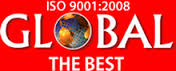 ISO 9001:2008
GLOBAL
THE BEST